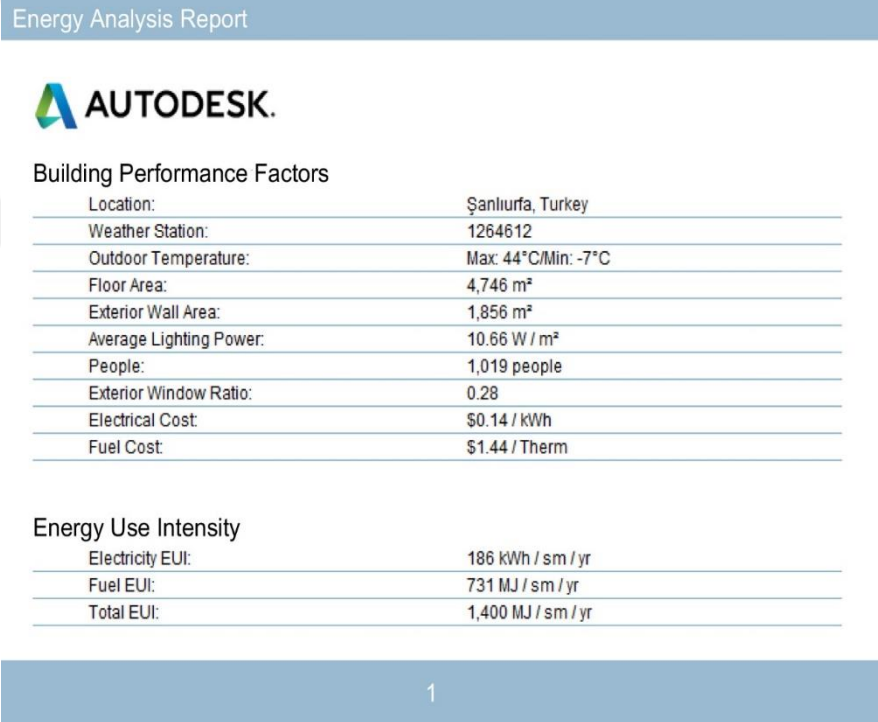 Energy Analysis Report
AUTODESK.
Building Performance Factors
Location: Şanlıurfa, Turkey
Weather Station: 1264612
Outdoor Temperature: Max: 44°C/Min: -7°C
Floor Area: 4,746 m²
Exterior Wall Area: 1,856 m²
Average Lighting Power: 10.66 W / m²
People: 1,019 people
Exterior Window Ratio: 0.28
Electrical Cost: $0.14 / kWh
Fuel Cost: $1.44 / Therm
Energy Use Intensity
Electricity EUI: 186 kWh / sm / yr
Fuel EUI: 731 MJ / sm / yr
Total EUI: 1,400 MJ / sm / yr
1